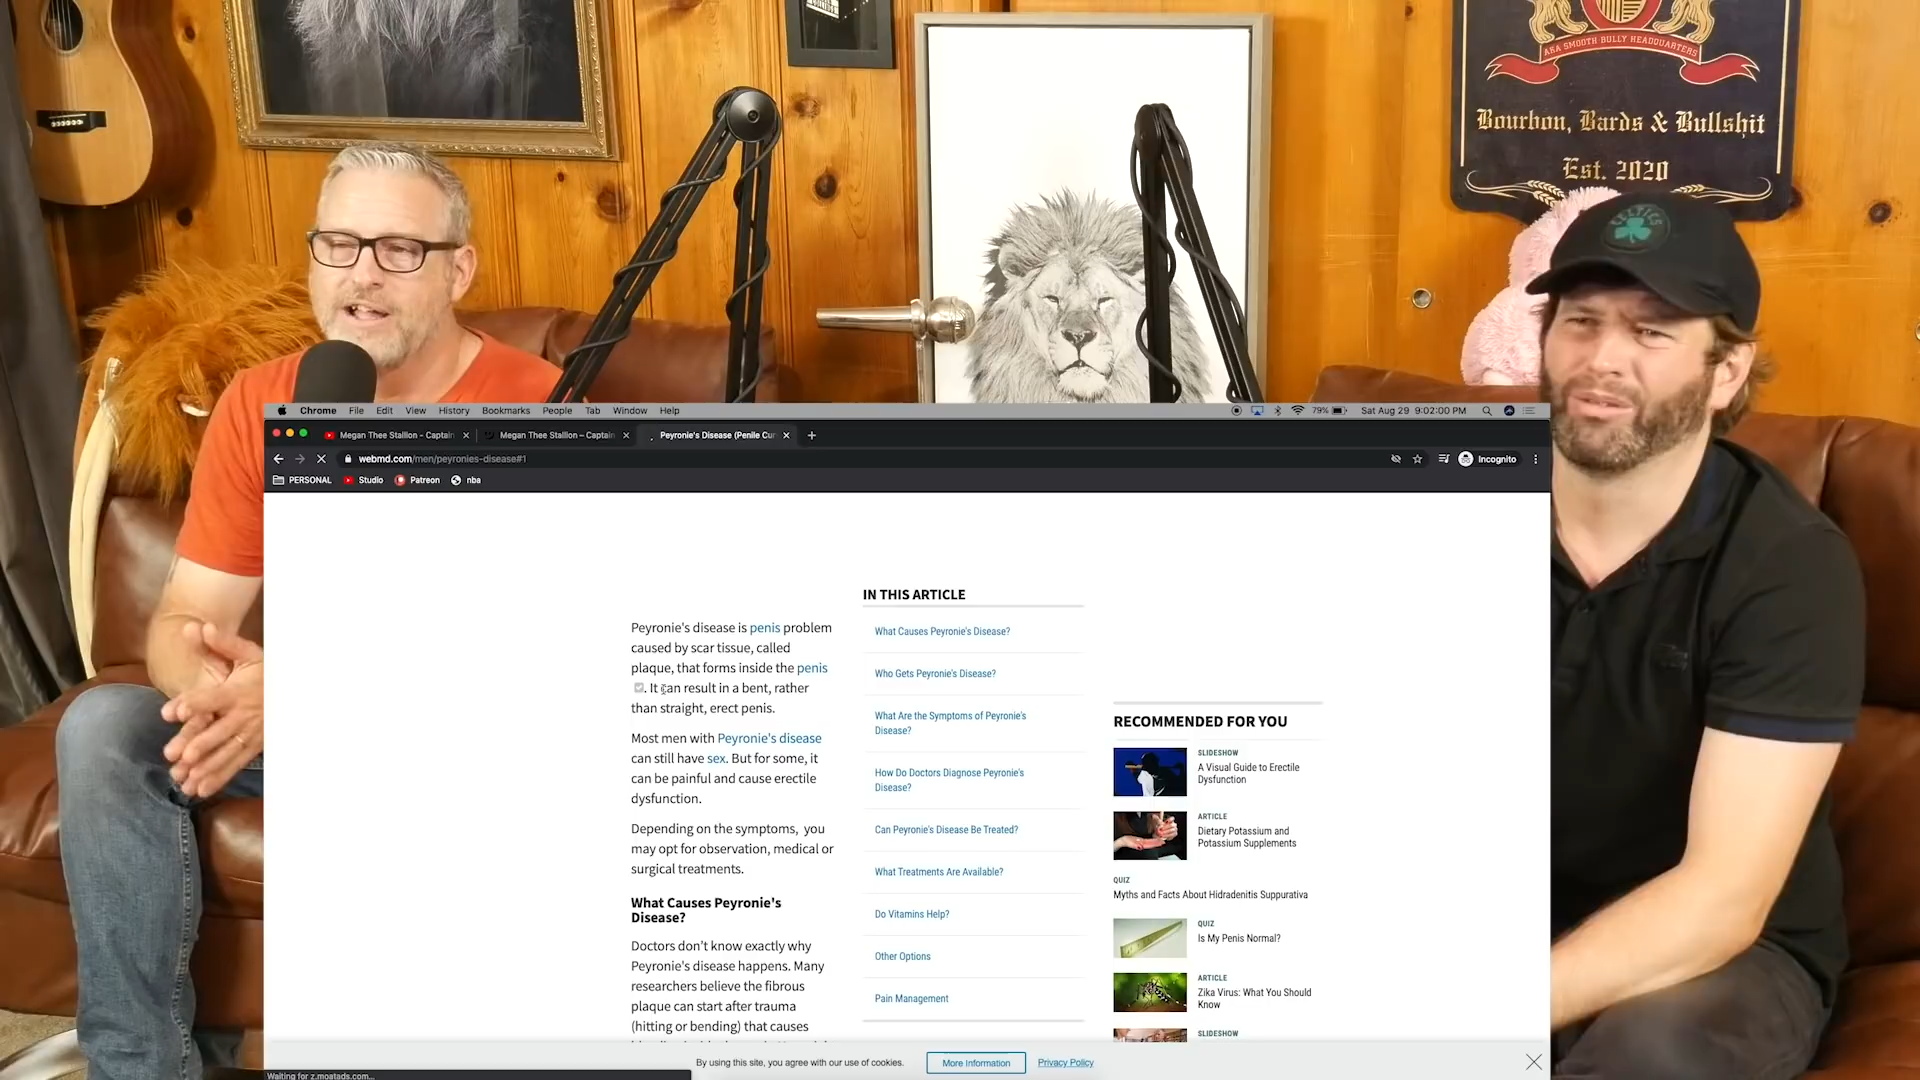 AKA SMOOTH BULLY HEADQUARTERS
Bourbon, Bards & Bullshit
Est. 2020
CELTICS
Chrome File Edit View History Bookmarks People Tab Window Help
79% Sat Aug 29 9:02:00 PM
Megan Thee Stallion - Captain
Megan Thee Stallion – Captain
Peyronie's Disease (Penile Cur
webmd.com/men/peyronies-disease#1
Incognito
PERSONAL Studio Patreon nba
Peyronie's disease is penis problem
caused by scar tissue, called
plaque, that forms inside the penis
. It can result in a bent, rather
than straight, erect penis.
Most men with Peyronie's disease
can still have sex. But for some, it
can be painful and cause erectile
dysfunction.
Depending on the symptoms, you
may opt for observation, medical or
surgical treatments.
What Causes Peyronie's
Disease?
Doctors don't know exactly why
Peyronie's disease happens. Many
researchers believe the fibrous
plaque can start after trauma
(hitting or bending) that causes
IN THIS ARTICLE
What Causes Peyronie's Disease?
Who Gets Peyronie's Disease?
What Are the Symptoms of Peyronie's
Disease?
How Do Doctors Diagnose Peyronie's
Disease?
Can Peyronie's Disease Be Treated?
What Treatments Are Available?
Do Vitamins Help?
Other Options
Pain Management
RECOMMENDED FOR YOU
SLIDESHOW
A Visual Guide to Erectile
Dysfunction
ARTICLE
Dietary Potassium and
Potassium Supplements
QUIZ
Myths and Facts About Hidradenitis Suppurativa
QUIZ
Is My Penis Normal?
ARTICLE
Zika Virus: What You Should
Know
SLIDESHOW
By using this site, you agree with our use of cookies.
More Information
Privacy Policy
Waiting for z.moatads.com...